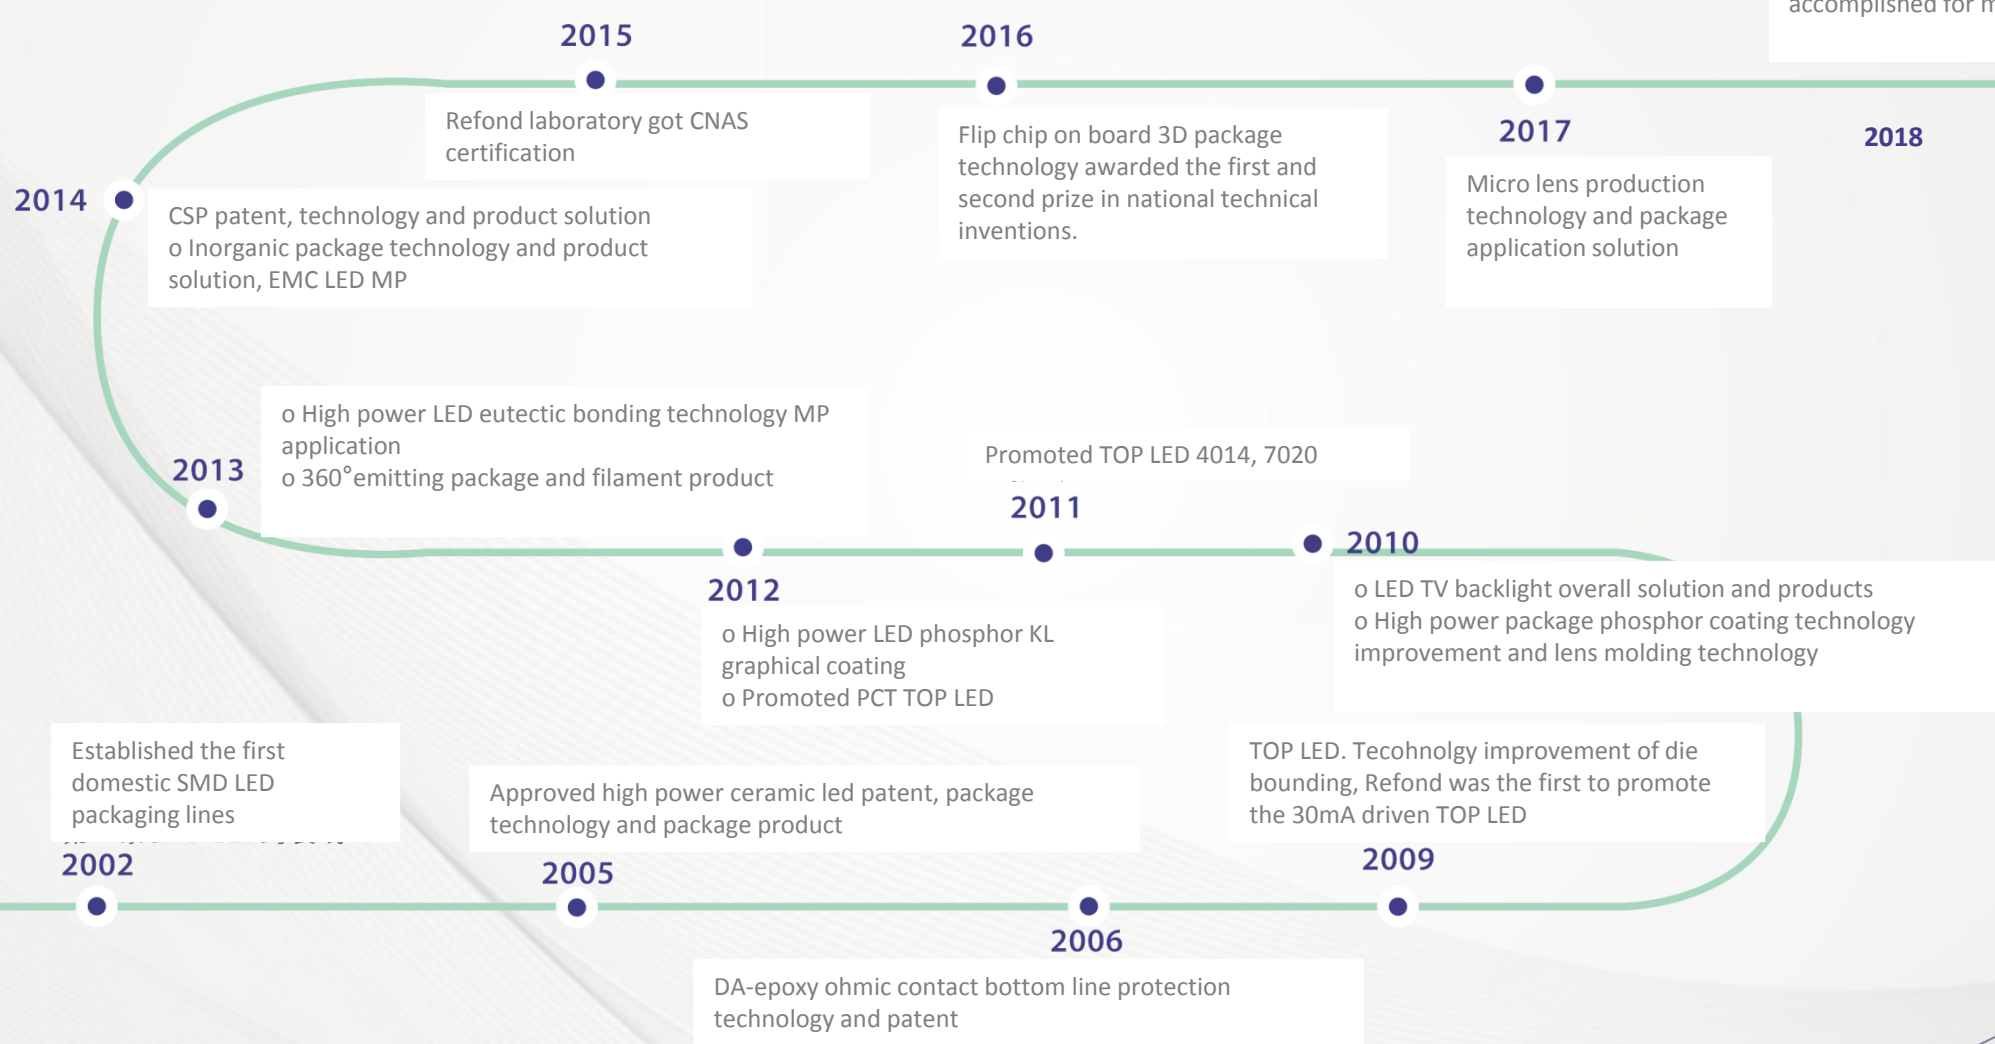 accomplished for
2015
2016
Refond laboratory got CNAS
certification
Flip chip on board 3D package
technology awarded the first and
second prize in national technical
inventions.
2017
2018
Micro lens production
technology and package
application solution
2014
CSP patent, technology and product solution
o Inorganic package technology and product
solution, EMC LED MP
o High power LED eutectic bonding technology MP
application
o 360°emitting package and filament product
2013
Promoted TOP LED 4014, 7020
2011
2010
2012
o LED TV backlight overall solution and products
o High power package phosphor coating technology
improvement and lens molding technology
o High power LED phosphor KL
graphical coating
o Promoted PCT TOP LED
Established the first
domestic SMD LED
packaging lines
2002
Approved high power ceramic led patent, package
technology and package product
2005
TOP LED. Tecohnolgy improvement of die
bounding, Refond was the first to promote
the 30mA driven TOP LED
2009
2006
DA-epoxy ohmic contact bottom line protection
technology and patent